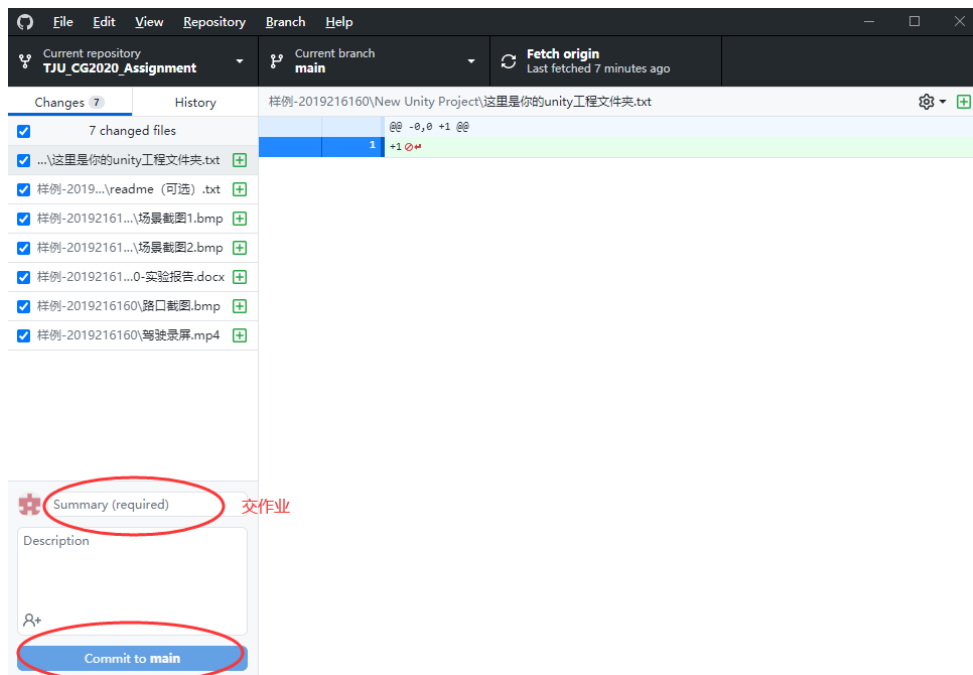 File Edit View Repository Branch Help
Current repository
TJU_CG2020_Assignment
Current branch
main
Fetch origin
Last fetched 7 minutes ago
Changes 7 History
样例-2019216160\New Unity Project\这里是你的unity工程文件夹.txt
7 changed files
@@ -0,0 +1 @@
1 +1
...\这里是你的unity工程文件夹.txt
样例-2019...\readme（可选）.txt
样例-20192161...\场景截图1.bmp
样例-20192161...\场景截图2.bmp
样例-20192161...0-实验报告.docx
样例-2019216160\路口截图.bmp
样例-2019216160\驾驶录屏.mp4
Summary (required)
交作业
Description
Commit to main